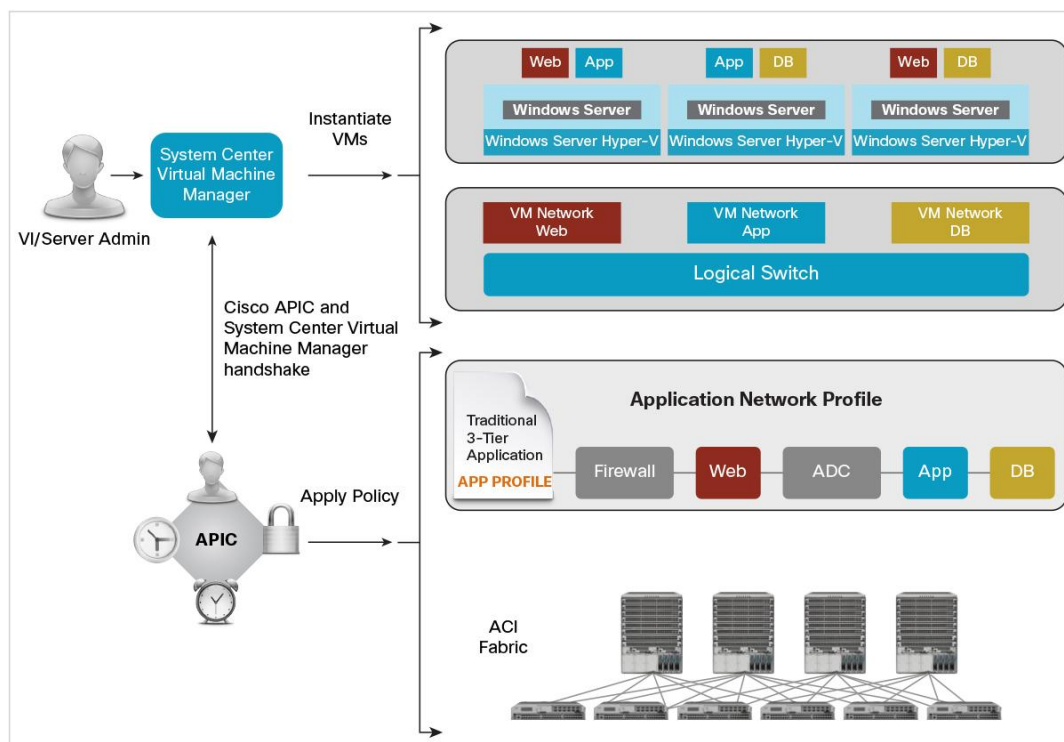 Web
App
App
DB
Web
DB
Windows Server
Windows Server
Windows Server
Windows Server Hyper-V
Windows Server Hyper-V
Windows Server Hyper-V
Instantiate
VMs
System Center
Virtual Machine
Manager
VI/Server Admin
VM Network
Web
VM Network
App
VM Network
DB
Logical Switch
Cisco APIC and
System Center Virtual
Machine Manager
handshake
Application Network Profile
Traditional
3-Tier
Application
APP PROFILE
Firewall
Web
ADC
App
DB
Apply Policy
APIC
ACI
Fabric